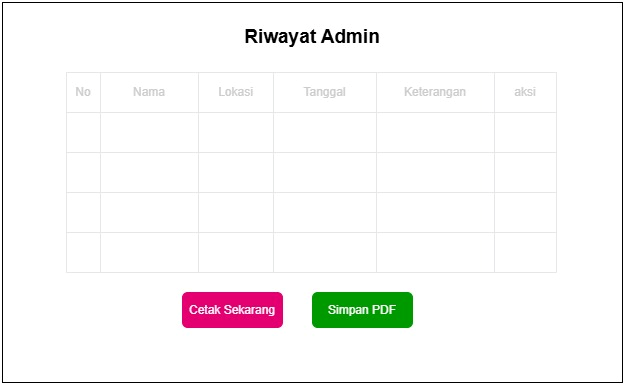 Riwayat Admin
No Nama Lokasi Tanggal Keterangan aksi
Cetak Sekarang Simpan PDF